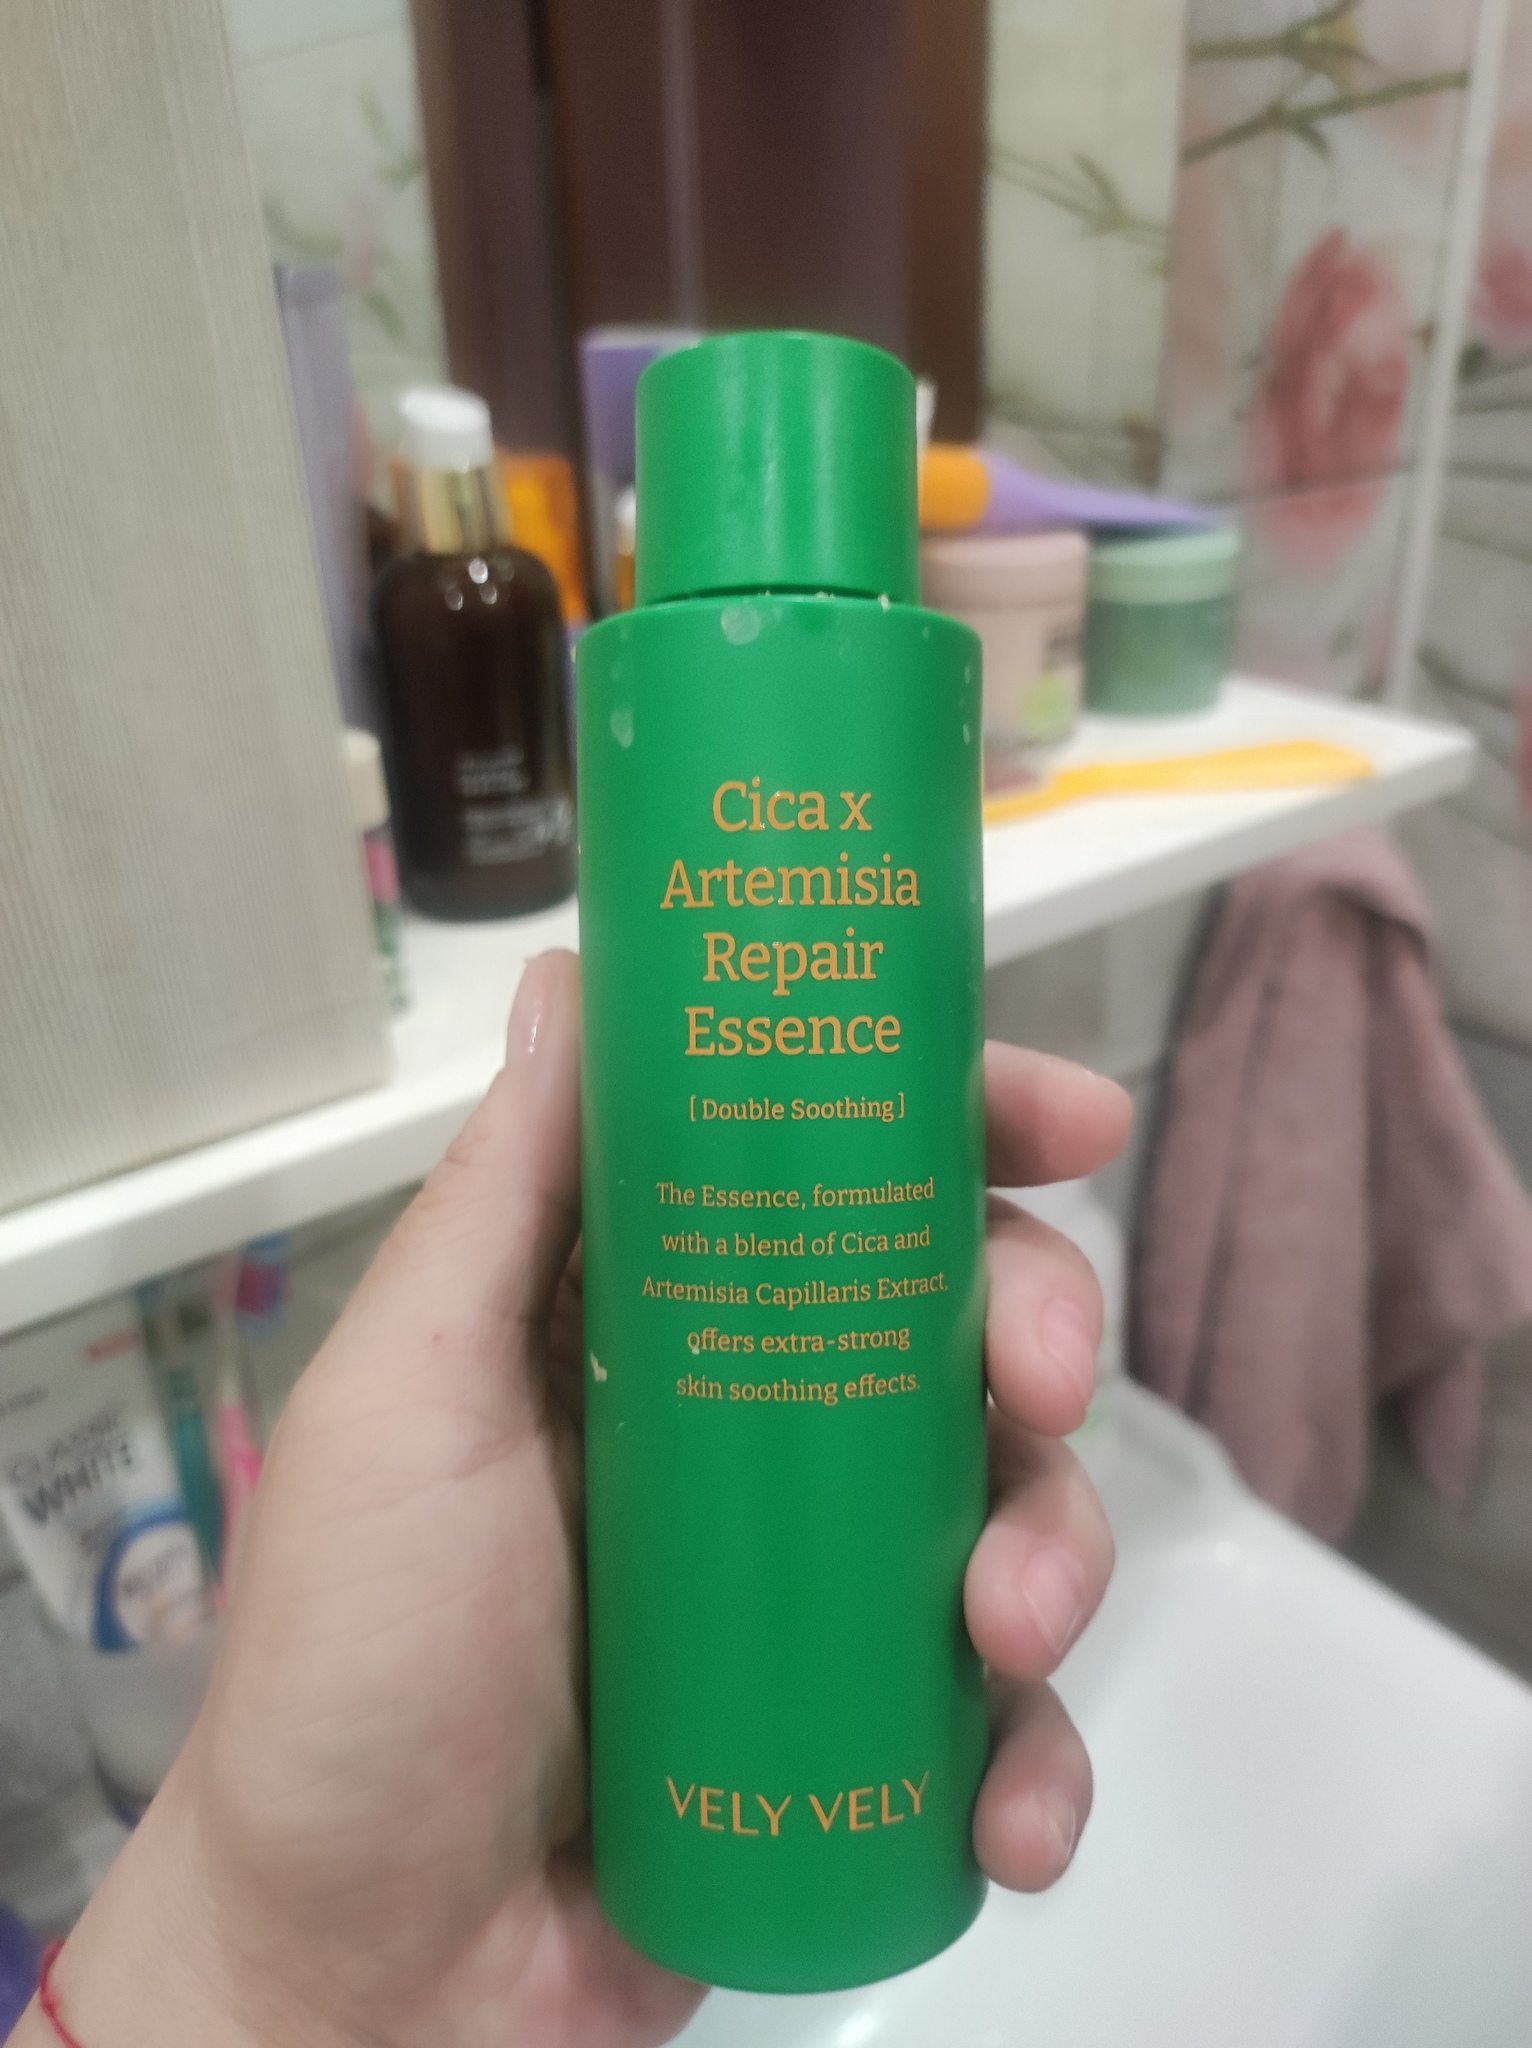 Cica x
Artemisia
Repair
Essence
[ Double Soothing ]
The Essence, formulated
with a blend of Cica and
Artemisia Capillaris Extract,
offers extra-strong
skin soothing effects.
VELY VELY
CLASSIC
WHITE